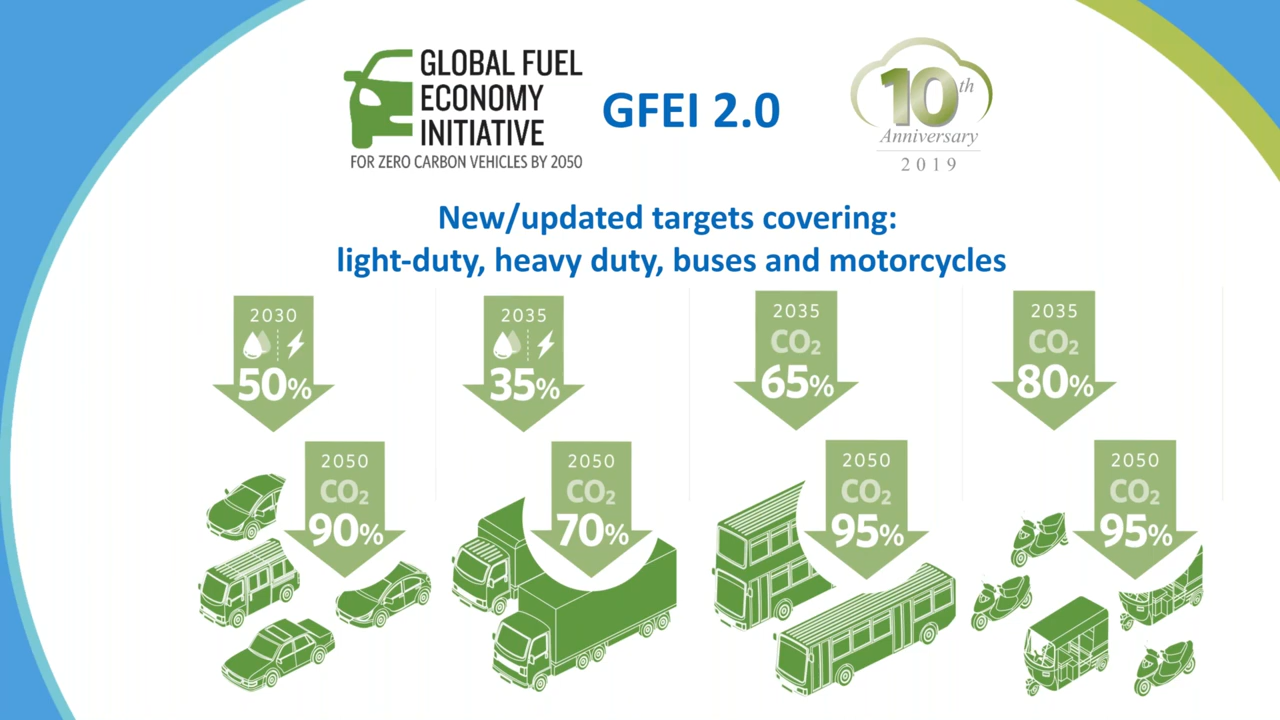 GLOBAL FUEL
ECONOMY
INITIATIVE
FOR ZERO CARBON VEHICLES BY 2050
GFEI 2.0
10th
Anniversary
2019
New/updated targets covering:
light-duty, heavy duty, buses and motorcycles
2030
50%
2035
35%
2035
CO₂
65%
2035
CO₂
80%
2050
CO₂
90%
2050
CO₂
70%
2050
CO₂
95%
2050
CO₂
95%